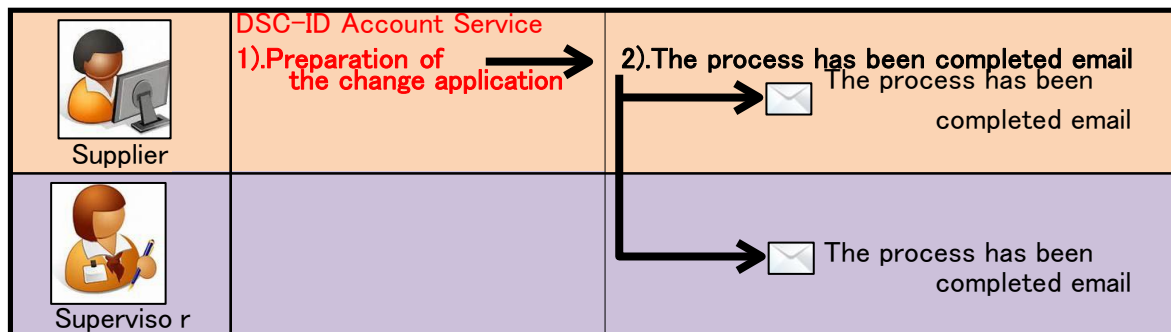 DSC-ID Account Service
1).Preparation of
the change application
2).The process has been completed email
The process has been
completed email
Supplier
The process has been
completed email
Superviso r